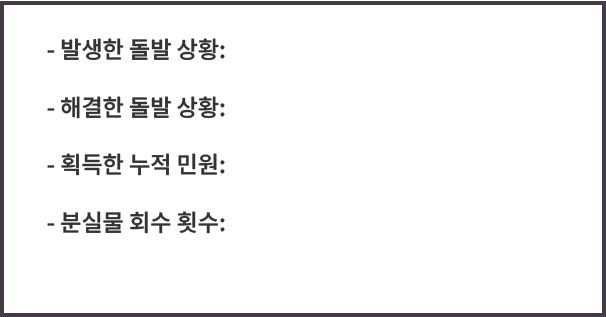 - 발생한 돌발 상황:
- 해결한 돌발 상황:
- 획득한 누적 민원:
- 분실물 회수 횟수: